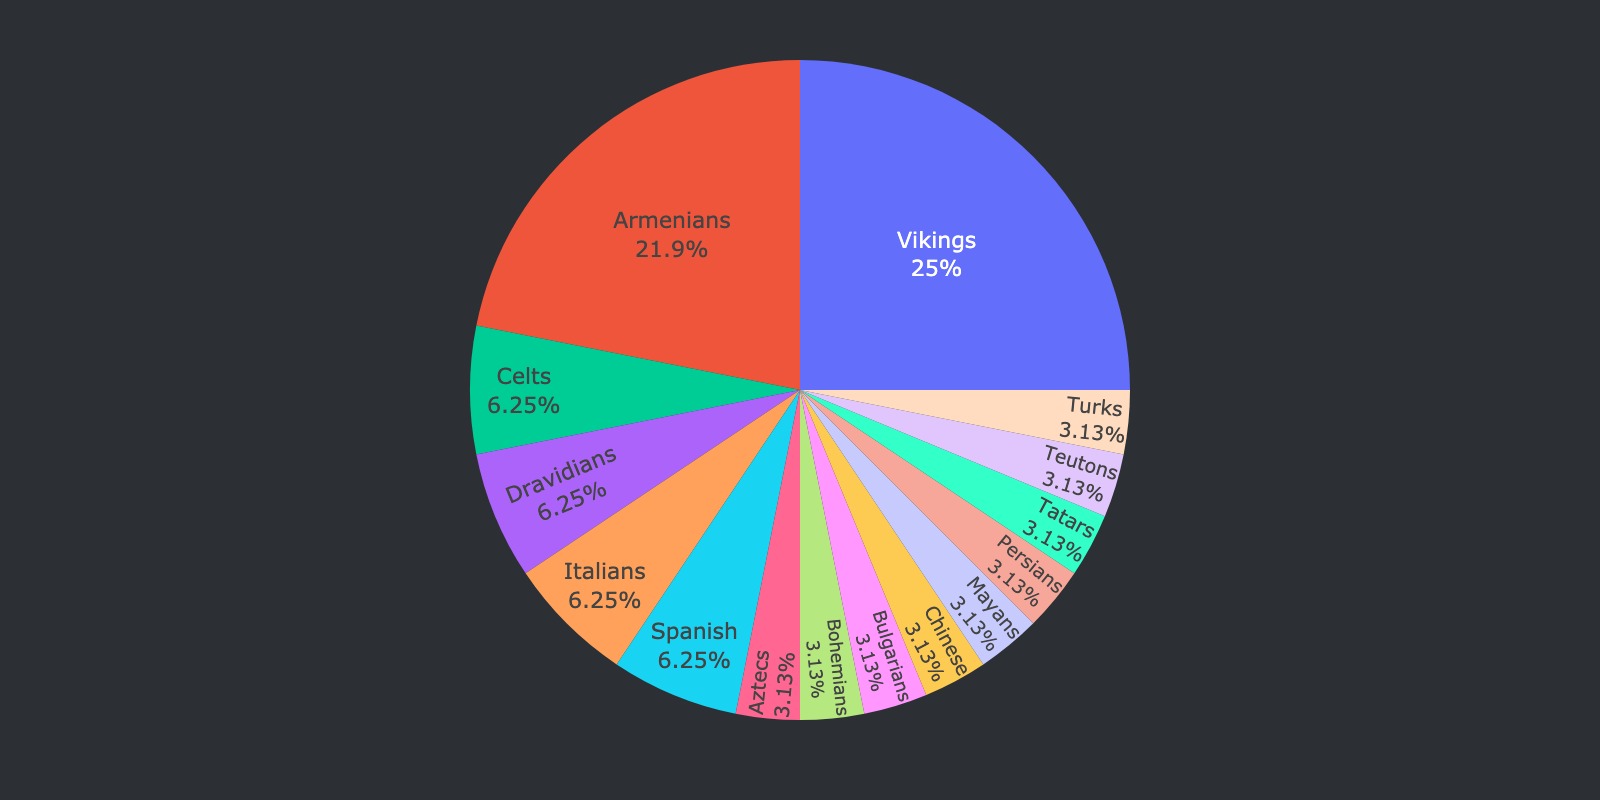 Armenians
21.9%
Vikings
25%
Celts
6.25%
Dravidians
6.25%
Italians
6.25%
Spanish
6.25%
Aztecs
3.13%
Bohemians
3.13%
Bulgarians
3.13%
Chinese
3.13%
Mayans
3.13%
Persians
3.13%
Tatars
3.13%
Teutons
3.13%
Turks
3.13%